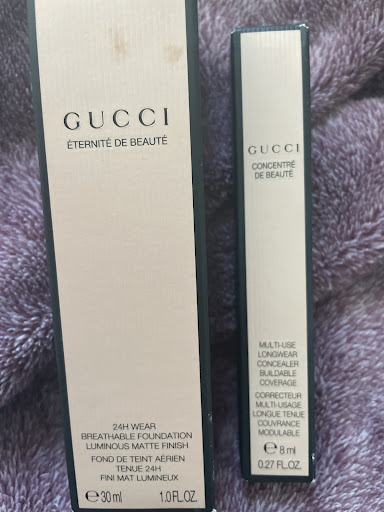 GUCCI
ÉTERNITÉ DE BEAUTÉ
24H WEAR
BREATHABLE FOUNDATION
LUMINOUS MATTE FINISH
FOND DE TEINT AÉRIEN
TENUE 24H
FINI MAT LUMINEUX
℮ 30 ml 1.0 FL.OZ.
GUCCI
CONCENTRÉ
DE BEAUTÉ
MULTI-USE
LONGWEAR
CONCEALER
BUILDABLE
COVERAGE
CORRECTEUR
MULTI-USAGE
LONGUE TENUE
COUVRANCE
MODULABLE
℮ 8 ml
0.27 FL.OZ.